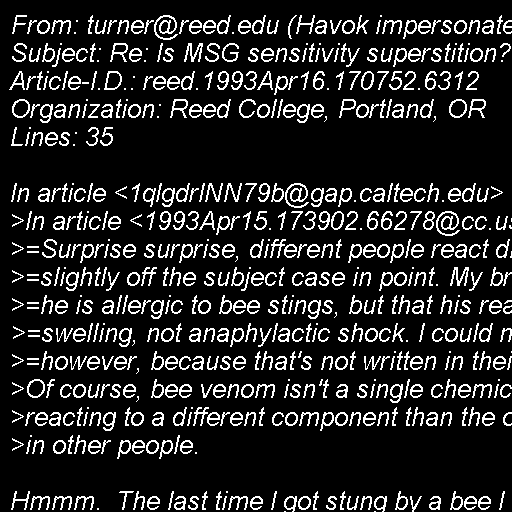 From: turner@reed.edu (Havok impersonate
Subject: Re: Is MSG sensitivity superstition?
Article-I.D.: reed.1993Apr16.170752.6312
Organization: Reed College, Portland, OR
Lines: 35

In article <1qlgdrINN79b@gap.caltech.edu>
>In article <1993Apr15.173902.66278@cc.us
>=Surprise surprise, different people react d
>=slightly off the subject case in point. My br
>=he is allergic to bee stings, but that his rea
>=swelling, not anaphylactic shock. I could n
>=however, because that's not written in thei
>Of course, bee venom isn't a single chemic
>reacting to a different component than the o
>in other people.

Hmmm.  The last time I got stung by a bee I